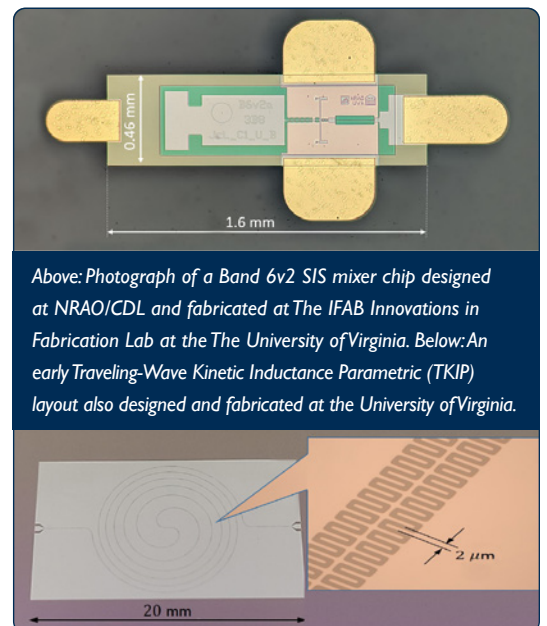 0.46 mm
B6v2s
1.6 mm
Above: Photograph of a Band 6v2 SIS mixer chip designed
at NRAO/CDL and fabricated at The IFAB Innovations in
Fabrication Lab at the The University of Virginia. Below: An
early Traveling-Wave Kinetic Inductance Parametric (TKIP)
layout also designed and fabricated at the University of Virginia.
2 μm
20 mm